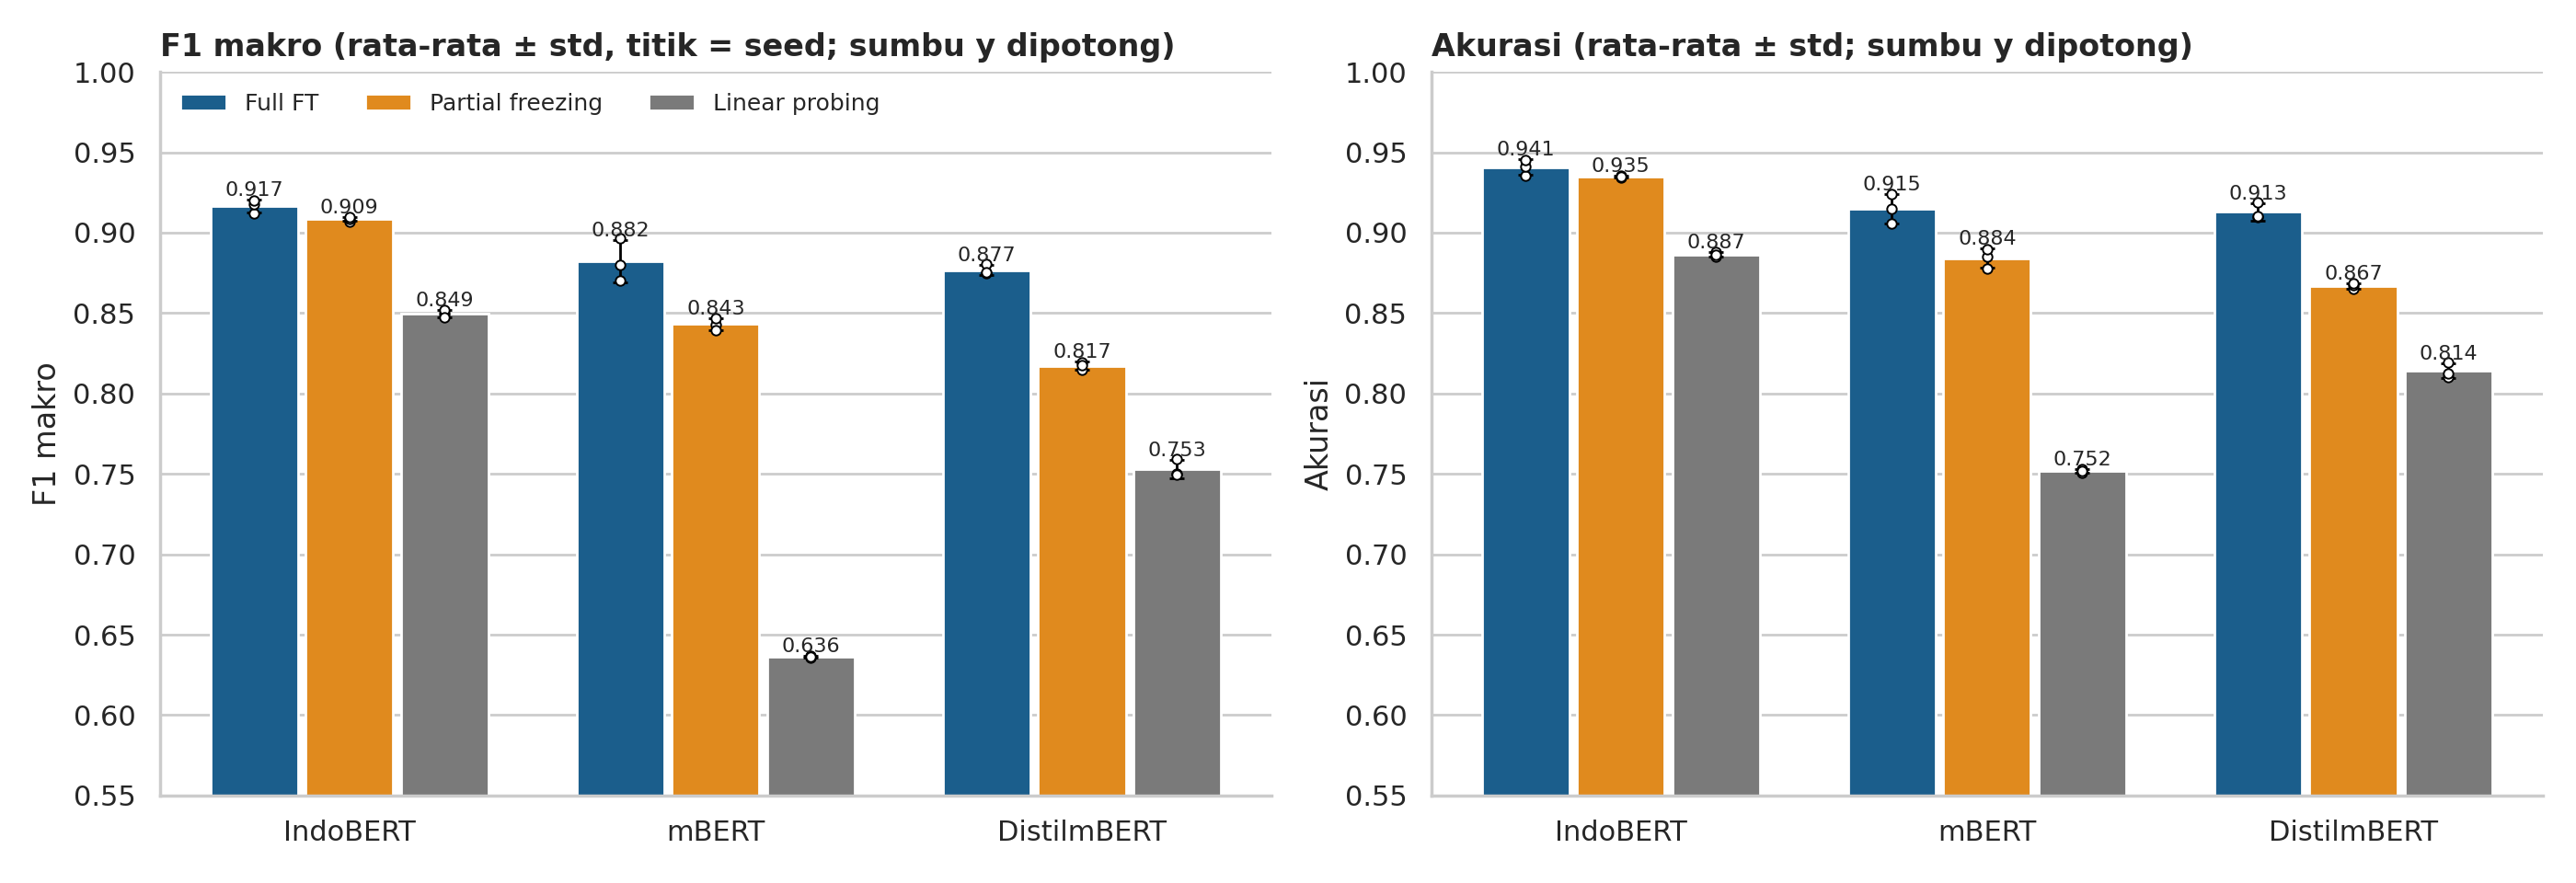 F1 makro (rata-rata ± std, titik = seed; sumbu y dipotong)
Full FT Partial freezing Linear probing
F1 makro
1.00
0.95
0.90
0.85
0.80
0.75
0.70
0.65
0.60
0.55
0.917 0.909 0.849
0.882 0.843 0.636
0.877 0.817 0.753
IndoBERT mBERT DistilmBERT
Akurasi (rata-rata ± std; sumbu y dipotong)
Akurasi
1.00
0.95
0.90
0.85
0.80
0.75
0.70
0.65
0.60
0.55
0.941 0.935 0.887
0.915 0.884 0.752
0.913 0.867 0.814
IndoBERT mBERT DistilmBERT